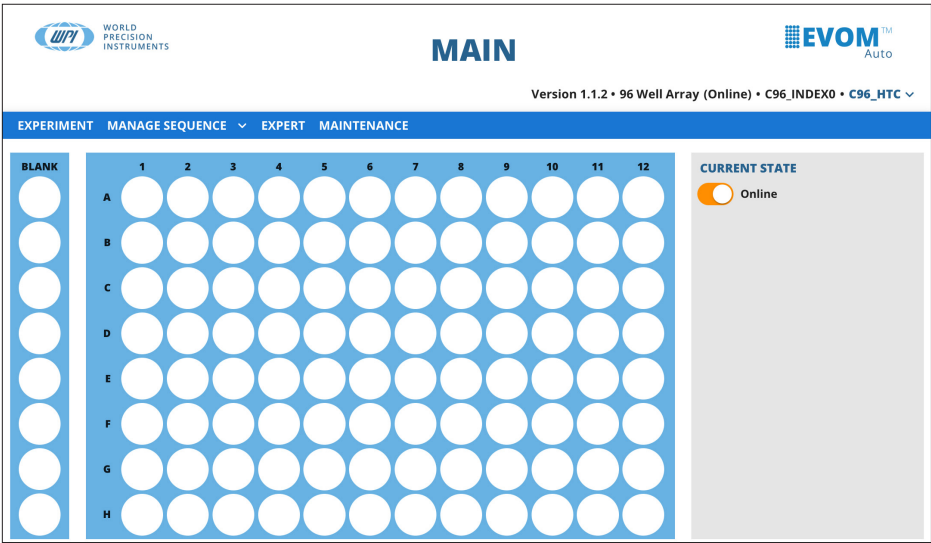 WPI
WORLD
PRECISION
INSTRUMENTS
MAIN
EVOM™
Auto
Version 1.1.2 • 96 Well Array (Online) • C96_INDEX0 • C96_HTC
EXPERIMENT MANAGE SEQUENCE EXPERT MAINTENANCE
BLANK
1 2 3 4 5 6 7 8 9 10 11 12
A
B
C
D
E
F
G
H
CURRENT STATE
Online